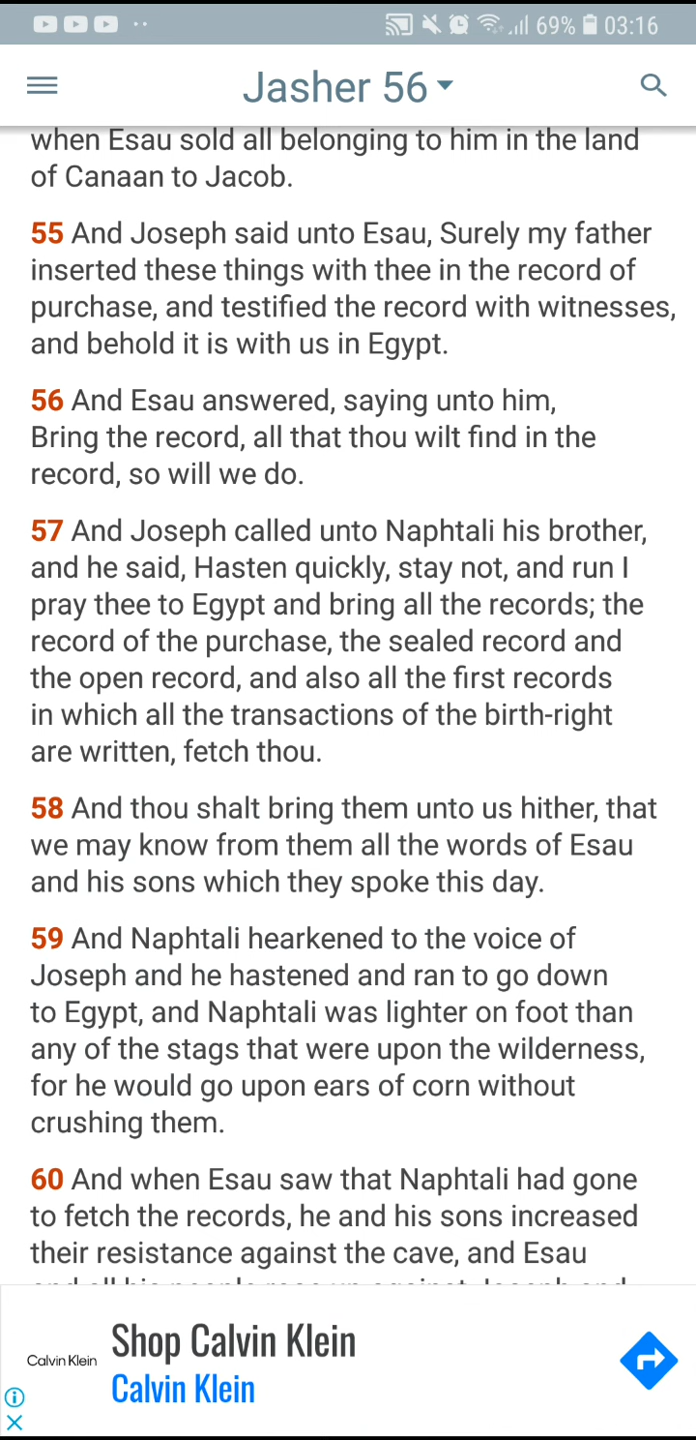 69% 03:16
Jasher 56
when Esau sold all belonging to him in the land
of Canaan to Jacob.
55 And Joseph said unto Esau, Surely my father
inserted these things with thee in the record of
purchase, and testified the record with witnesses,
and behold it is with us in Egypt.
56 And Esau answered, saying unto him,
Bring the record, all that thou wilt find in the
record, so will we do.
57 And Joseph called unto Naphtali his brother,
and he said, Hasten quickly, stay not, and run I
pray thee to Egypt and bring all the records; the
record of the purchase, the sealed record and
the open record, and also all the first records
in which all the transactions of the birth-right
are written, fetch thou.
58 And thou shalt bring them unto us hither, that
we may know from them all the words of Esau
and his sons which they spoke this day.
59 And Naphtali hearkened to the voice of
Joseph and he hastened and ran to go down
to Egypt, and Naphtali was lighter on foot than
any of the stags that were upon the wilderness,
for he would go upon ears of corn without
crushing them.
60 And when Esau saw that Naphtali had gone
to fetch the records, he and his sons increased
their resistance against the cave, and Esau
Shop Calvin Klein
Calvin Klein
Calvin Klein